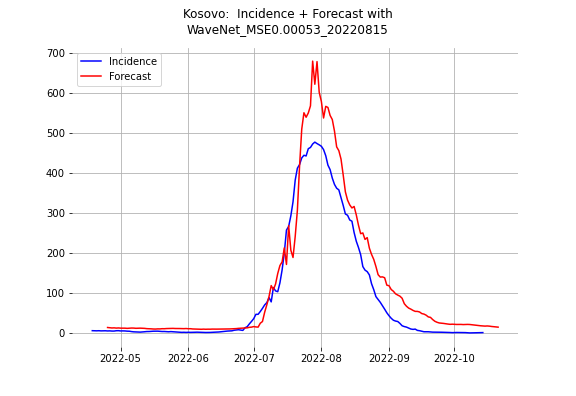 Kosovo:  Incidence + Forecast with
WaveNet_MSE0.00053_20220815
Incidence
Forecast
700
600
500
400
300
200
100
0
2022-05 2022-06 2022-07 2022-08 2022-09 2022-10